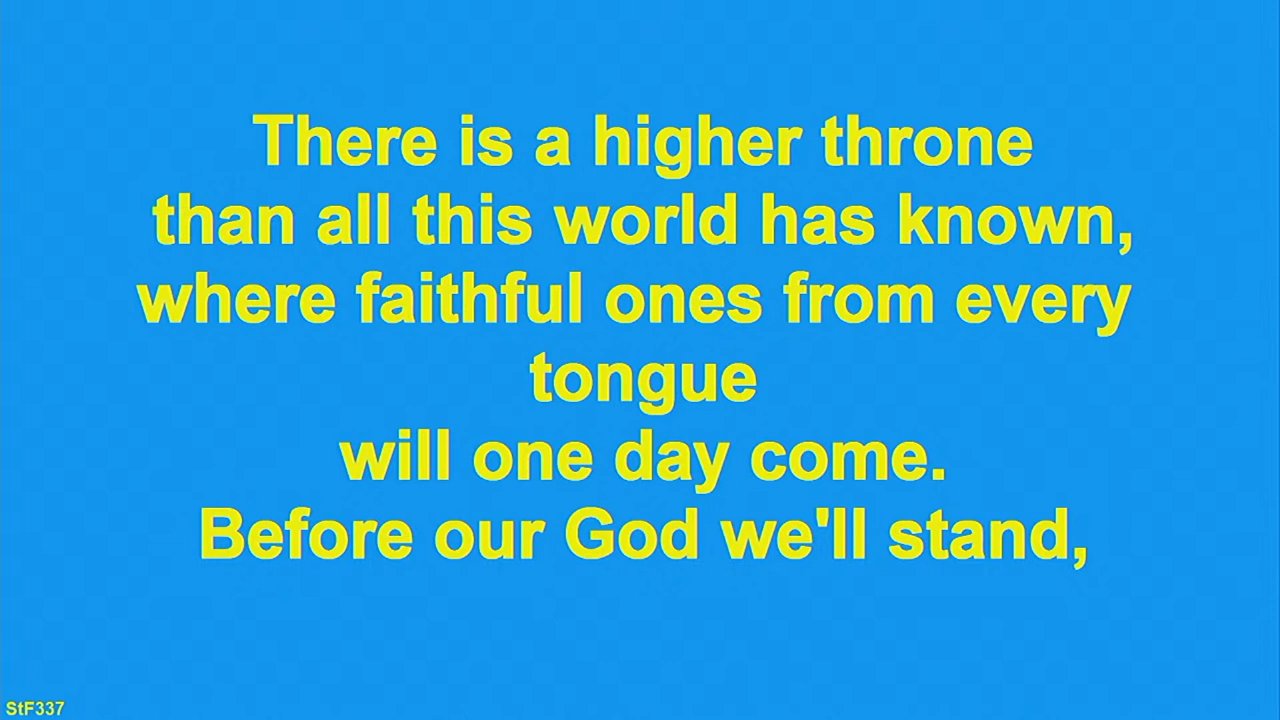 There is a higher throne
than all this world has known,
where faithful ones from every
tongue
will one day come.
Before our God we'll stand,
StF337